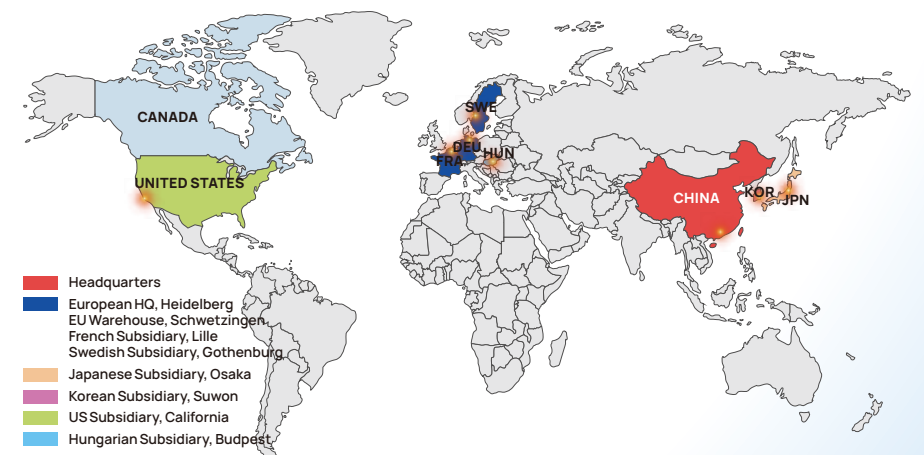 CANADA
UNITED STATES
SWE
DEU
FRA
HUN
CHINA
KOR
JPN
Headquarters
European HQ, Heidelberg
EU Warehouse, Schwetzingen
French Subsidiary, Lille
Swedish Subsidiary, Gothenburg
Japanese Subsidiary, Osaka
Korean Subsidiary, Suwon
US Subsidiary, California
Hungarian Subsidiary, Budpest